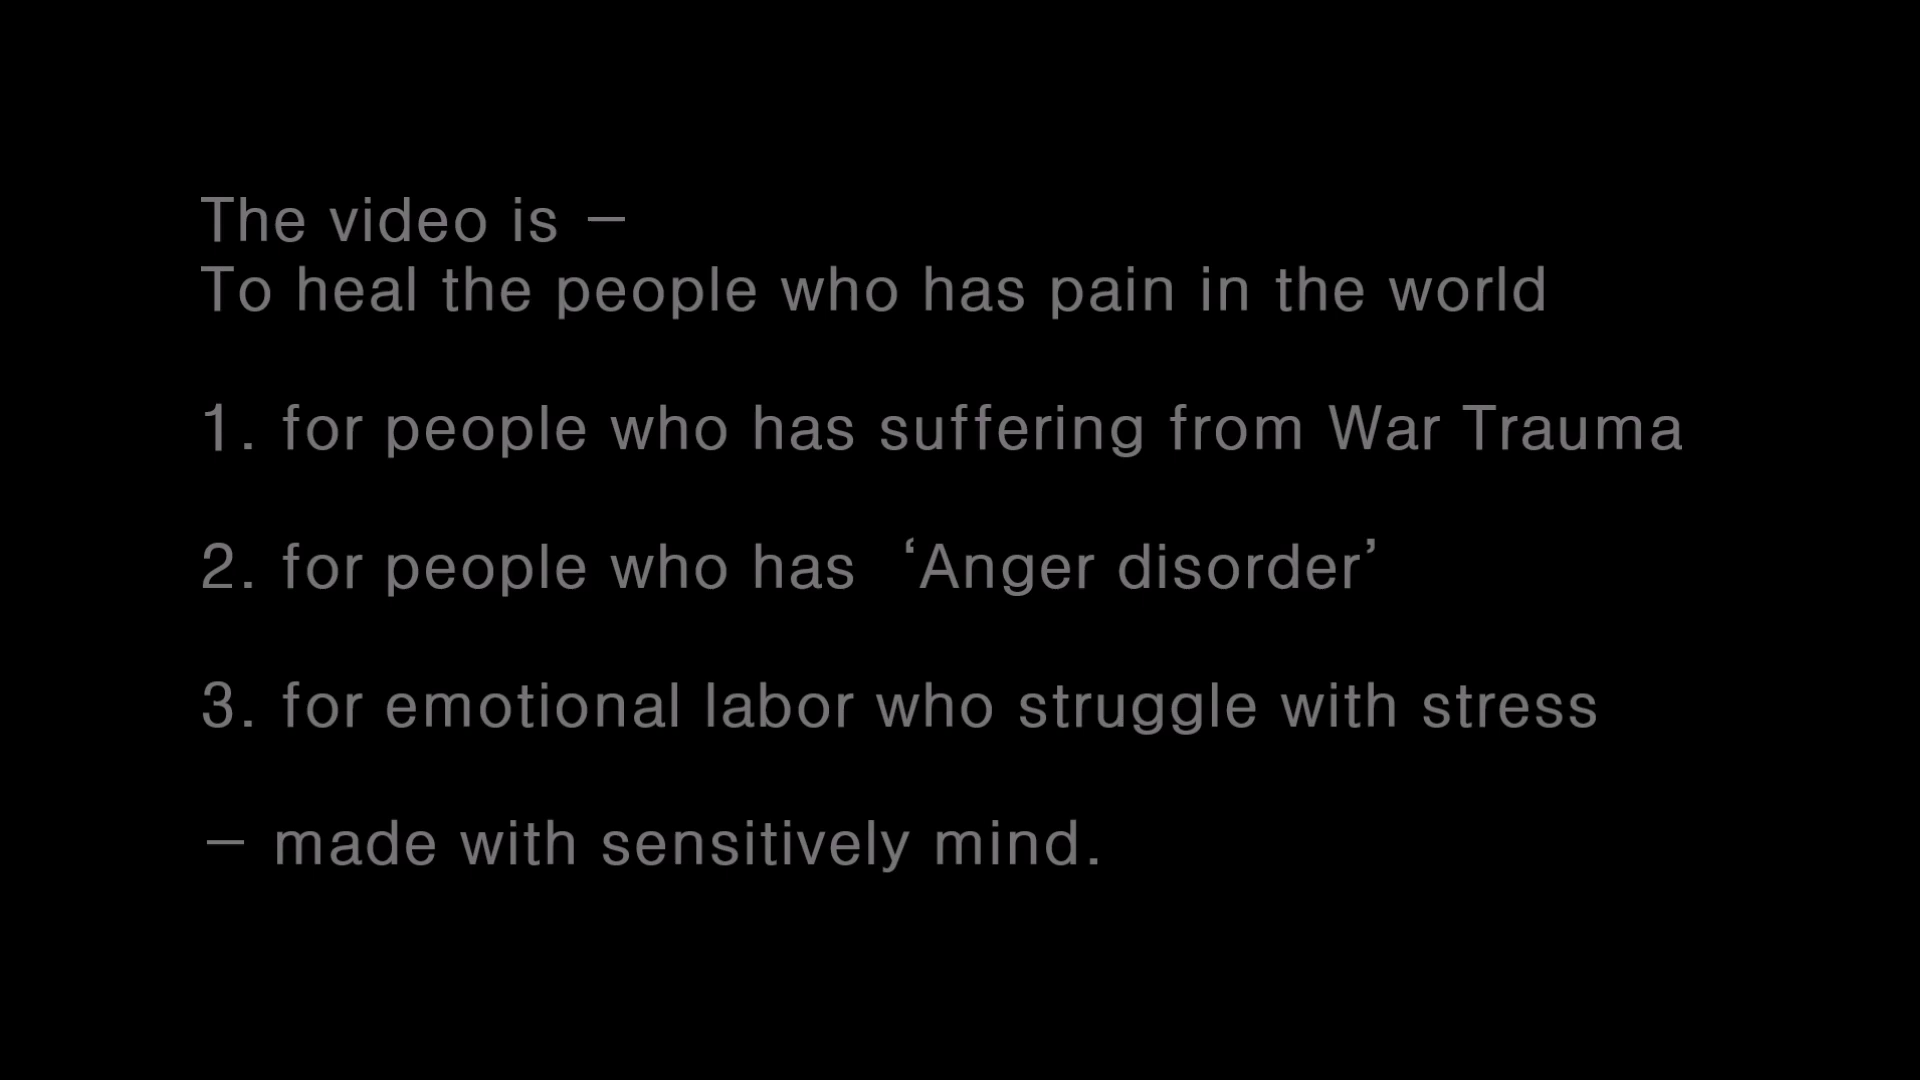 The video is –
To heal the people who has pain in the world
1. for people who has suffering from War Trauma
2. for people who has ‘Anger disorder’
3. for emotional labor who struggle with stress
– made with sensitively mind.